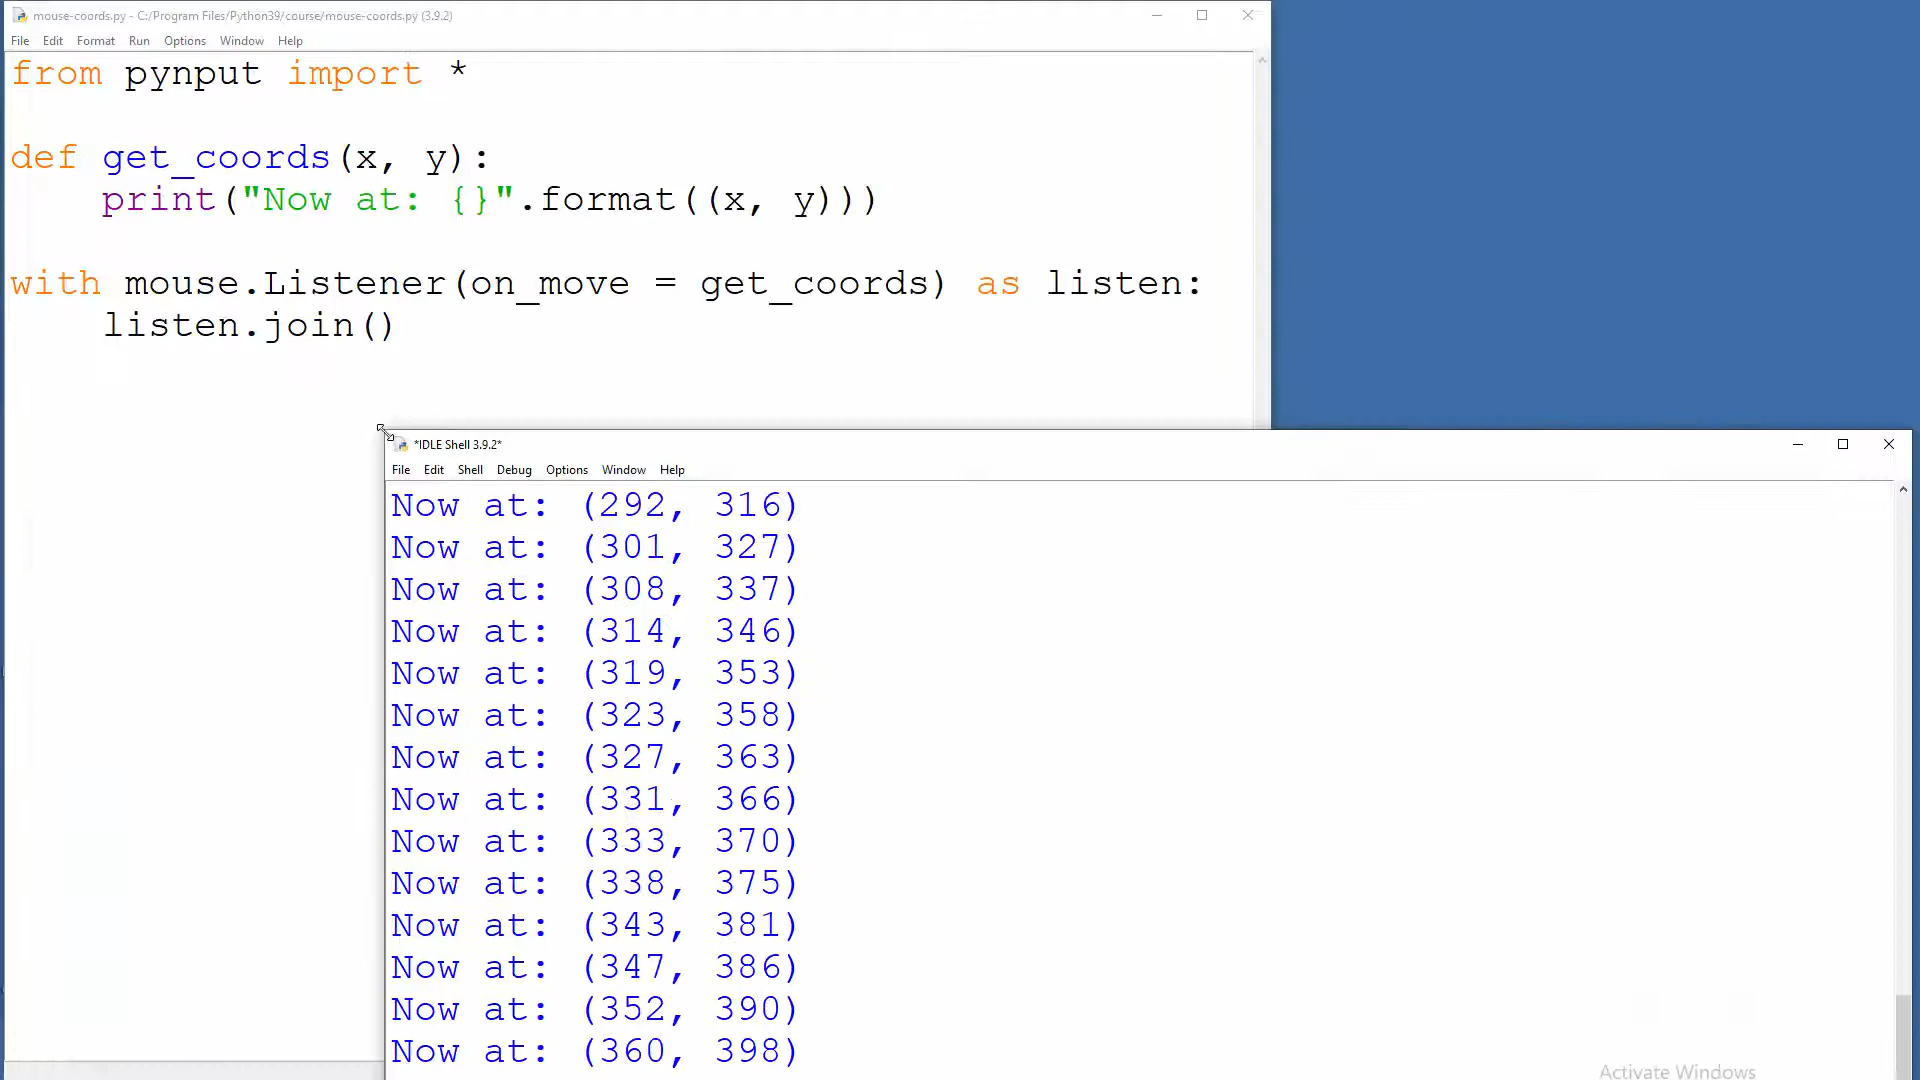 mouse-coords.py - C:/Program Files/Python39/course/mouse-coords.py (3.9.2)
File Edit Format Run Options Window Help
from pynput import *
def get_coords(x, y):
    print("Now at: {}".format((x, y)))
with mouse.Listener(on_move = get_coords) as listen:
    listen.join()
*IDLE Shell 3.9.2*
File Edit Shell Debug Options Window Help
Now at: (292, 316)
Now at: (301, 327)
Now at: (308, 337)
Now at: (314, 346)
Now at: (319, 353)
Now at: (323, 358)
Now at: (327, 363)
Now at: (331, 366)
Now at: (333, 370)
Now at: (338, 375)
Now at: (343, 381)
Now at: (347, 386)
Now at: (352, 390)
Now at: (360, 398)
Activate Windows